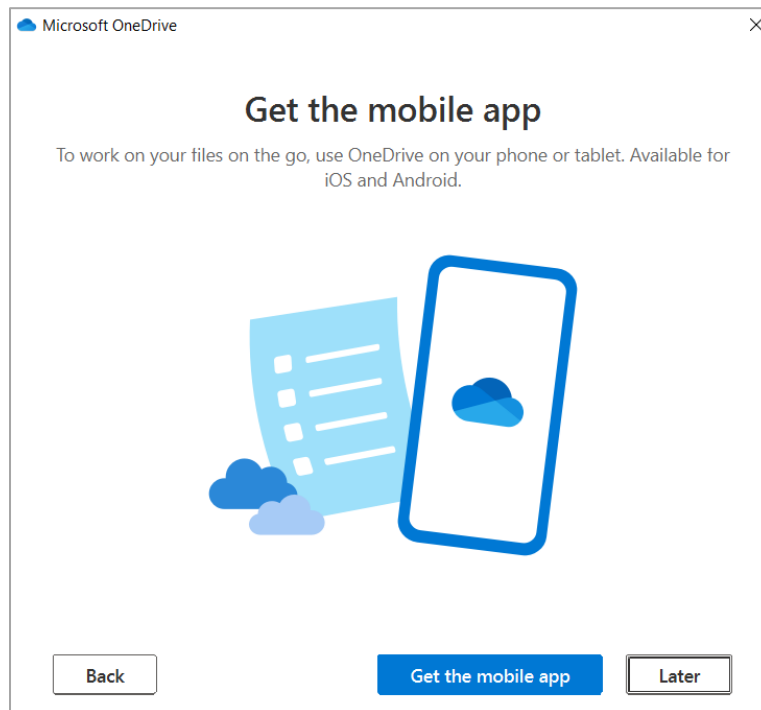 Microsoft OneDrive
Get the mobile app
To work on your files on the go, use OneDrive on your phone or tablet. Available for
iOS and Android.
Back
Get the mobile app
Later